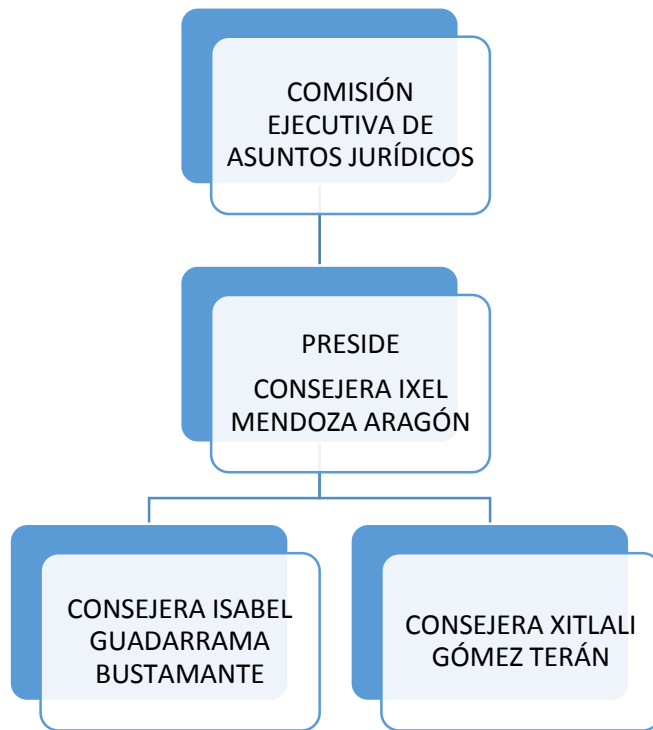 COMISIÓN
EJECUTIVA DE
ASUNTOS JURÍDICOS
PRESIDE
CONSEJERA IXEL
MENDOZA ARAGÓN
CONSEJERA ISABEL
GUADARRAMA
BUSTAMANTE
CONSEJERA XITLALI
GÓMEZ TERÁN